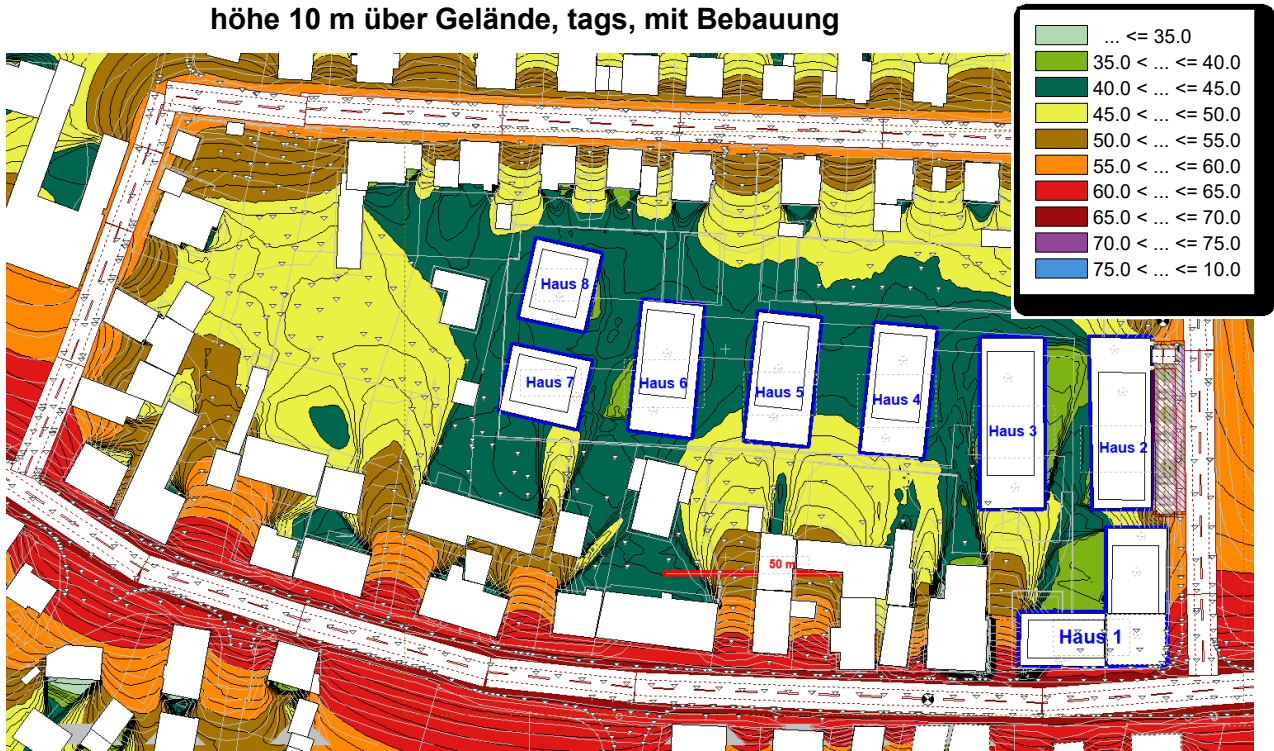 höhe 10 m über Gelände, tags, mit Bebauung
... <= 35.0
35.0 < ... <= 40.0
40.0 < ... <= 45.0
45.0 < ... <= 50.0
50.0 < ... <= 55.0
55.0 < ... <= 60.0
60.0 < ... <= 65.0
65.0 < ... <= 70.0
70.0 < ... <= 75.0
75.0 < ... <= 10.0
Haus 8
Haus 7
Haus 6
Haus 5
Haus 4
Haus 3
Haus 2
50 m
Haus 1